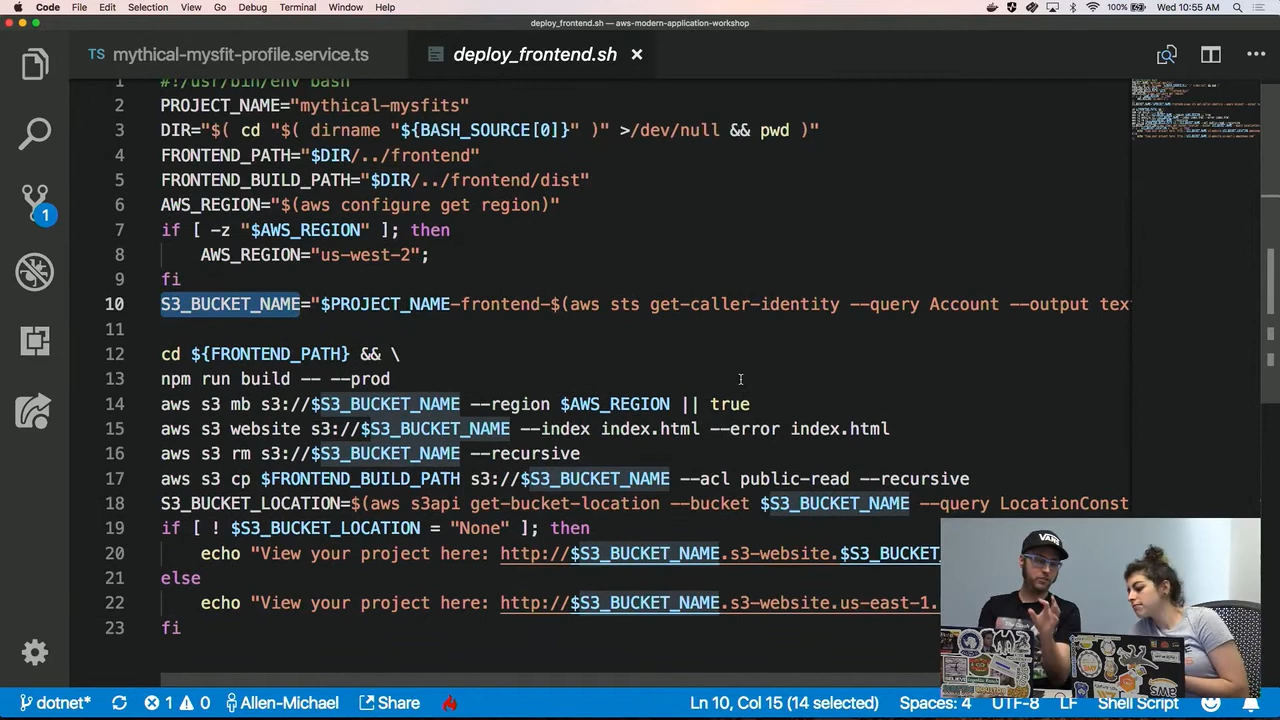 Code File Edit Selection View Go Debug Terminal Window Help 100% Wed 10:55 AM
deploy_frontend.sh — aws-modern-application-workshop
TS mythical-mysfit-profile.service.ts deploy_frontend.sh
1 #!/usr/bin/env bash
2 PROJECT_NAME="mythical-mysfits"
3 DIR="$( cd "$( dirname "${BASH_SOURCE[0]}" )" >/dev/null && pwd )"
4 FRONTEND_PATH="$DIR/../frontend"
5 FRONTEND_BUILD_PATH="$DIR/../frontend/dist"
6 AWS_REGION="$(aws configure get region)"
7 if [ -z "$AWS_REGION" ]; then
8 AWS_REGION="us-west-2";
9 fi
10 S3_BUCKET_NAME="$PROJECT_NAME-frontend-$(aws sts get-caller-identity --query Account --output tex
11
12 cd ${FRONTEND_PATH} && \
13 npm run build -- --prod
14 aws s3 mb s3://$S3_BUCKET_NAME --region $AWS_REGION || true
15 aws s3 website s3://$S3_BUCKET_NAME --index index.html --error index.html
16 aws s3 rm s3://$S3_BUCKET_NAME --recursive
17 aws s3 cp $FRONTEND_BUILD_PATH s3://$S3_BUCKET_NAME --acl public-read --recursive
18 S3_BUCKET_LOCATION=$(aws s3api get-bucket-location --bucket $S3_BUCKET_NAME --query LocationConst
19 if [ ! $S3_BUCKET_LOCATION = "None" ]; then
20 echo "View your project here: http://$S3_BUCKET_NAME.s3-website.$S3_BUCKET
21 else
22 echo "View your project here: http://$S3_BUCKET_NAME.s3-website.us-east-1.
23 fi
1
VANS
aws
dotnet* 1 0 Allen-Michael Share Ln 10, Col 15 (14 selected) Spaces: 4 UTF-8 LF Shell Script